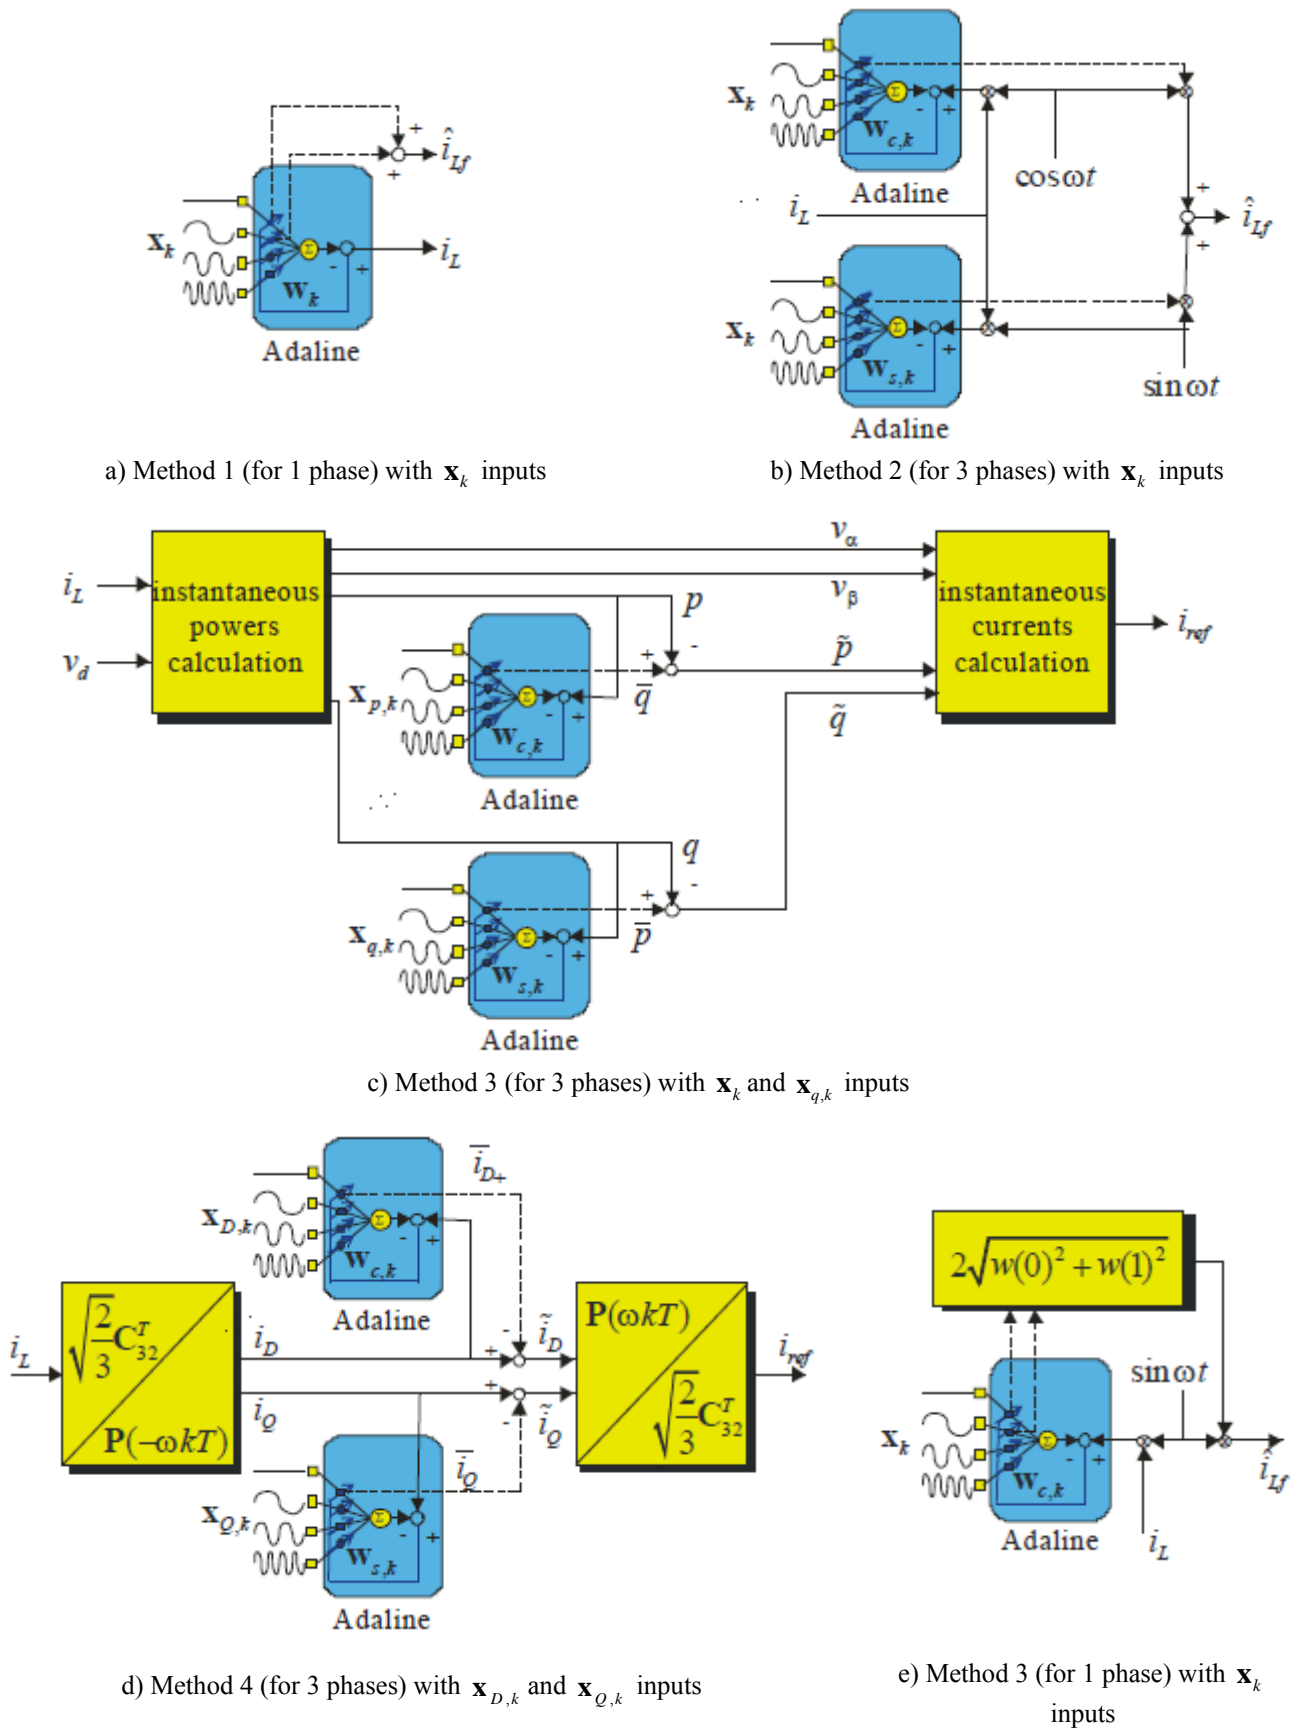 +
î_Lf
+
x_k
Σ
-
+
i_L
w_k
Adaline
a) Method 1 (for 1 phase) with x_k inputs
x_k
Σ
-
+
w_c,k
Adaline
cosωt
i_L
+
î_Lf
+
x_k
Σ
-
+
w_s,k
Adaline
sinωt
b) Method 2 (for 3 phases) with x_k inputs
i_L
v_d
instantaneous
powers
calculation
v_α
v_β
p
+
-
p̃
q̄
x_p,k
Σ
-
+
w_c,k
Adaline
q̃
q
+
-
p̄
x_q,k
Σ
-
+
w_s,k
Adaline
instantaneous
currents
calculation
i_ref
c) Method 3 (for 3 phases) with x_k and x_q,k inputs
x_D,k
Σ
-
+
w_c,k
Adaline
i̅_D+
i_L
√(2/3) C_32^T
P(−ωkT)
i_D
+
-
ĩ_D
i_Q
+
-
ĩ_Q
i̅_Q
x_Q,k
Σ
-
+
w_s,k
Adaline
P(ωkT)
√(2/3) C_32^T
i_ref
d) Method 4 (for 3 phases) with x_D,k and x_Q,k inputs
2√(w(0)² + w(1)²)
sinωt
x_k
Σ
-
+
w_c,k
Adaline
i_L
î_Lf
e) Method 3 (for 1 phase) with x_k
inputs